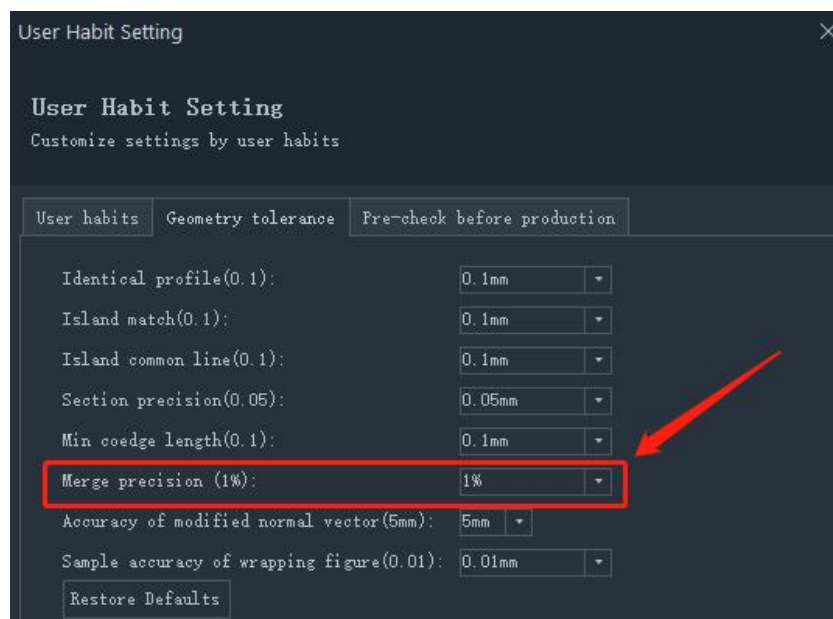 User Habit Setting
User Habit Setting
Customize settings by user habits
User habits Geometry tolerance Pre-check before production
Identical profile(0.1): 0.1mm
Island match(0.1): 0.1mm
Island common line(0.1): 0.1mm
Section precision(0.05): 0.05mm
Min coedge length(0.1): 0.1mm
Merge precision (1%): 1%
Accuracy of modified normal vector(5mm): 5mm
Sample accuracy of wrapping figure(0.01): 0.01mm
Restore Defaults